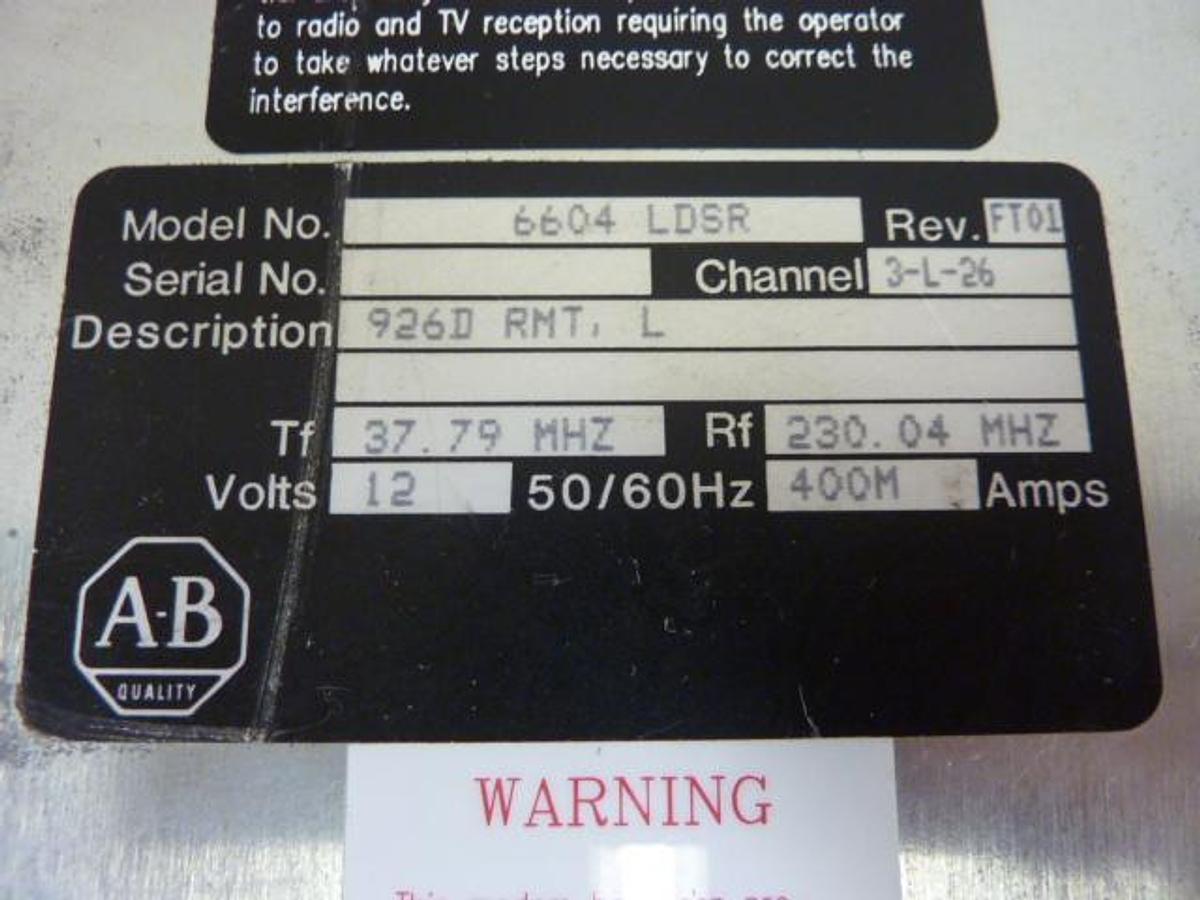 to radio and TV reception requiring the operator
to take whatever steps necessary to correct the
interference.
Model No. 6604 LDSR Rev. FT01
Serial No. Channel 3-L-26
Description 926D RMT, L
Tf 37.79 MHZ Rf 230.04 MHZ
Volts 12 50/60Hz 400M Amps
A-B
QUALITY
WARNING